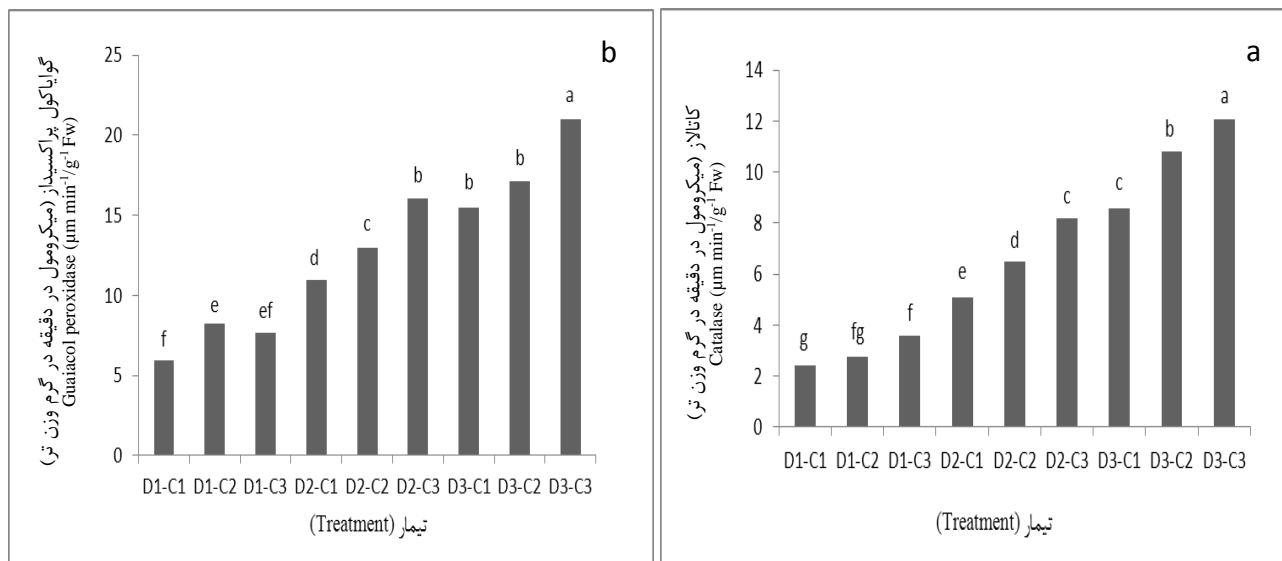 b
گوایاکول پراکسیداز (میکرومول در دقیقه در گرم وزن تر)
Guaiacol peroxidase (µm min⁻¹/g⁻¹ Fw)
25
20
15
10
5
0
f
e
ef
d
c
b
b
b
a
D1-C1 D1-C2 D1-C3 D2-C1 D2-C2 D2-C3 D3-C1 D3-C2 D3-C3
تیمار (Treatment)
a
کاتالاز (میکرومول در دقیقه در گرم وزن تر)
Catalase (µm min⁻¹/g⁻¹ Fw)
14
12
10
8
6
4
2
0
g
fg
f
e
d
c
c
b
a
D1-C1 D1-C2 D1-C3 D2-C1 D2-C2 D2-C3 D3-C1 D3-C2 D3-C3
تیمار (Treatment)